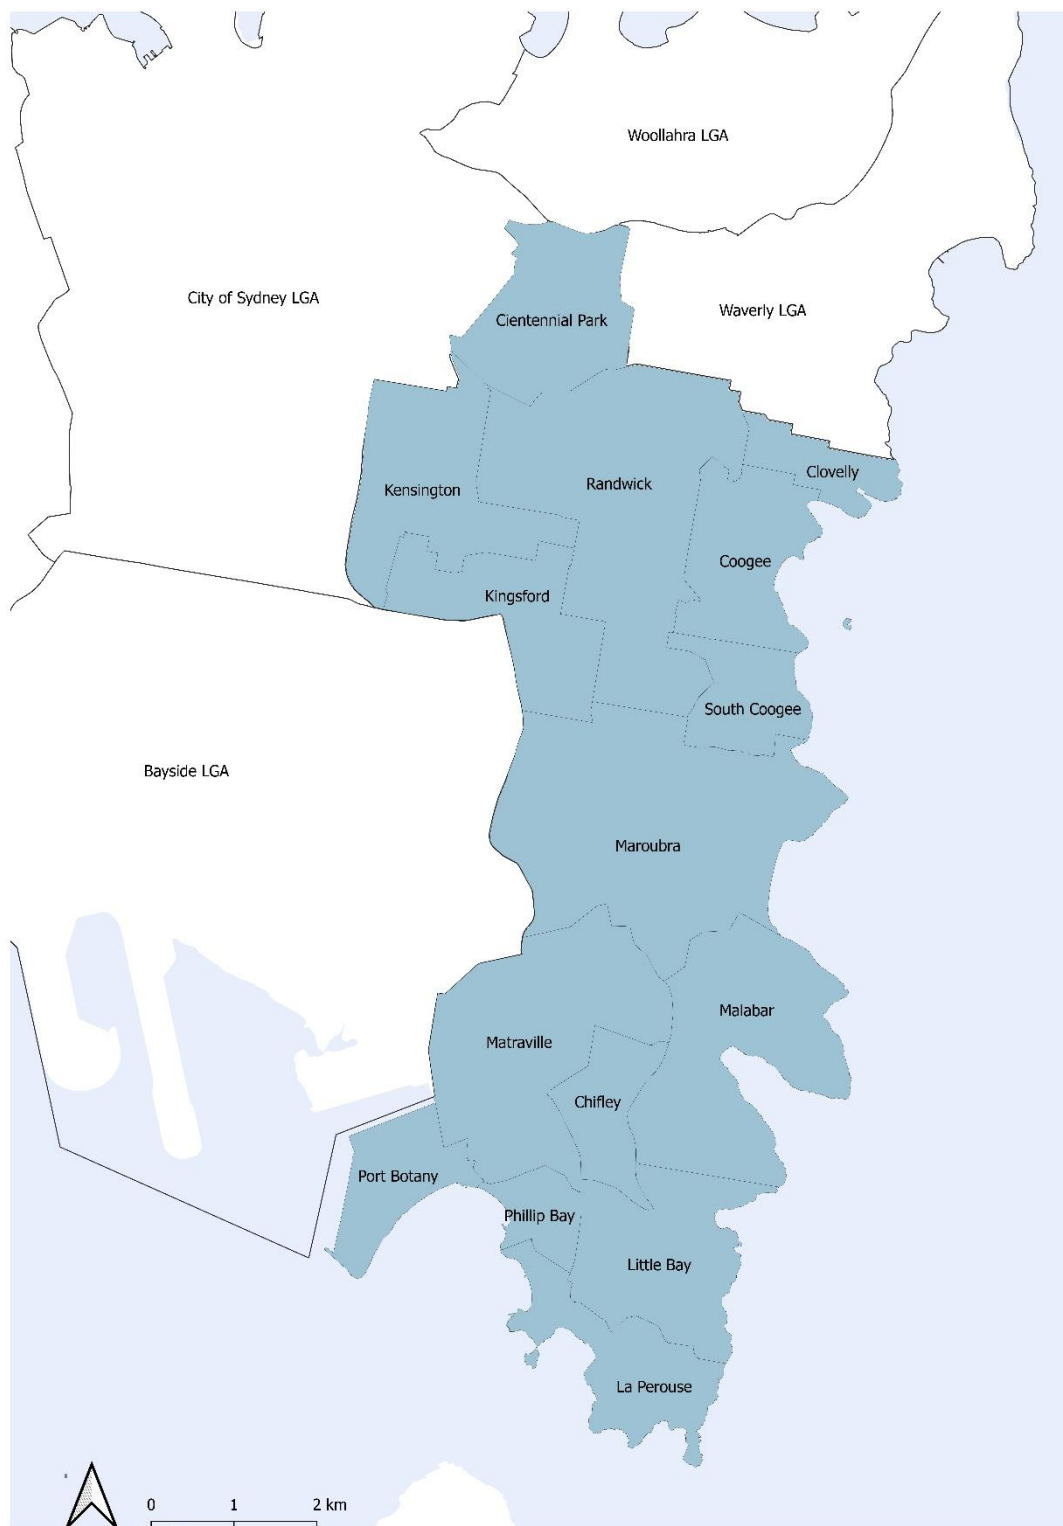 Woollahra LGA
City of Sydney LGA
Waverly LGA
Cientennial Park
Clovelly
Randwick
Kensington
Coogee
Kingsford
South Coogee
Bayside LGA
Maroubra
Malabar
Matraville
Chifley
Port Botany
Phillip Bay
Little Bay
La Perouse
0 1 2 km